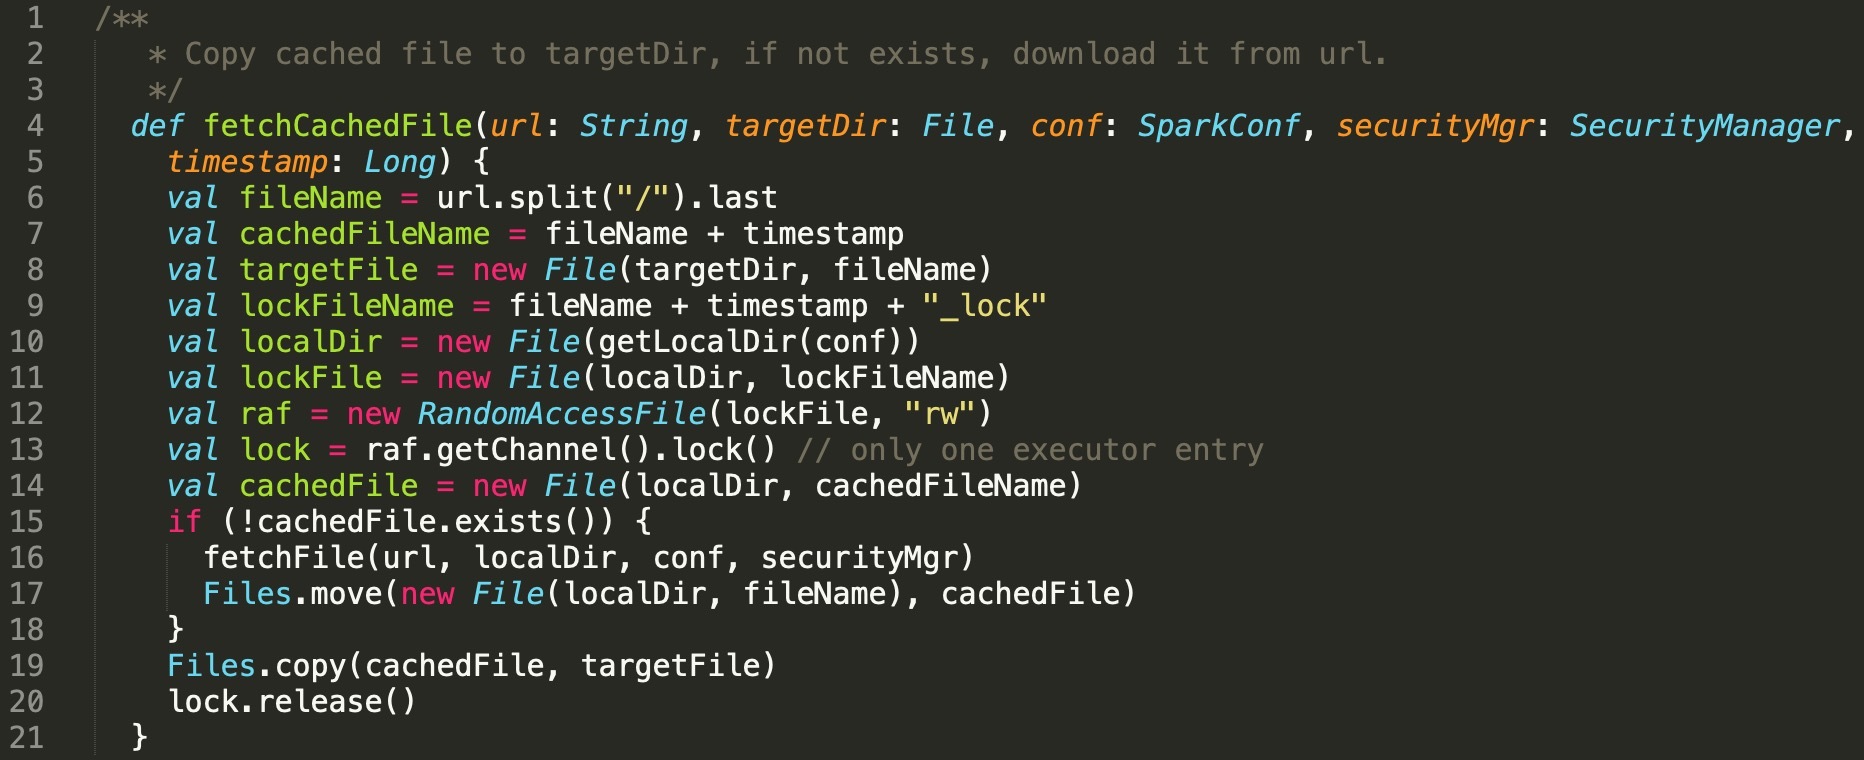 1 /**
2 * Copy cached file to targetDir, if not exists, download it from url.
3 */
4 def fetchCachedFile(url: String, targetDir: File, conf: SparkConf, securityMgr: SecurityManager,
5 timestamp: Long) {
6 val fileName = url.split("/").last
7 val cachedFileName = fileName + timestamp
8 val targetFile = new File(targetDir, fileName)
9 val lockFileName = fileName + timestamp + "_lock"
10 val localDir = new File(getLocalDir(conf))
11 val lockFile = new File(localDir, lockFileName)
12 val raf = new RandomAccessFile(lockFile, "rw")
13 val lock = raf.getChannel().lock() // only one executor entry
14 val cachedFile = new File(localDir, cachedFileName)
15 if (!cachedFile.exists()) {
16 fetchFile(url, localDir, conf, securityMgr)
17 Files.move(new File(localDir, fileName), cachedFile)
18 }
19 Files.copy(cachedFile, targetFile)
20 lock.release()
21 }